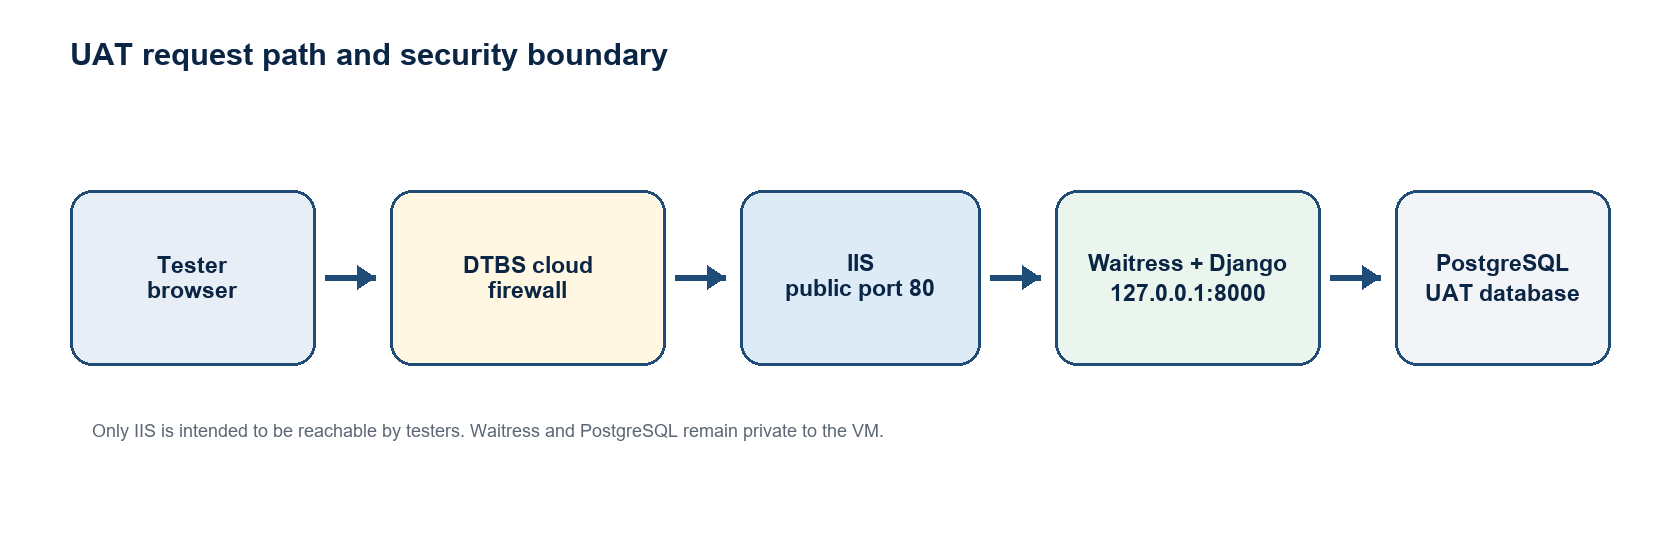 UAT request path and security boundary
Tester
browser
DTBS cloud
firewall
IIS
public port 80
Waitress + Django
127.0.0.1:8000
PostgreSQL
UAT database
Only IIS is intended to be reachable by testers. Waitress and PostgreSQL remain private to the VM.